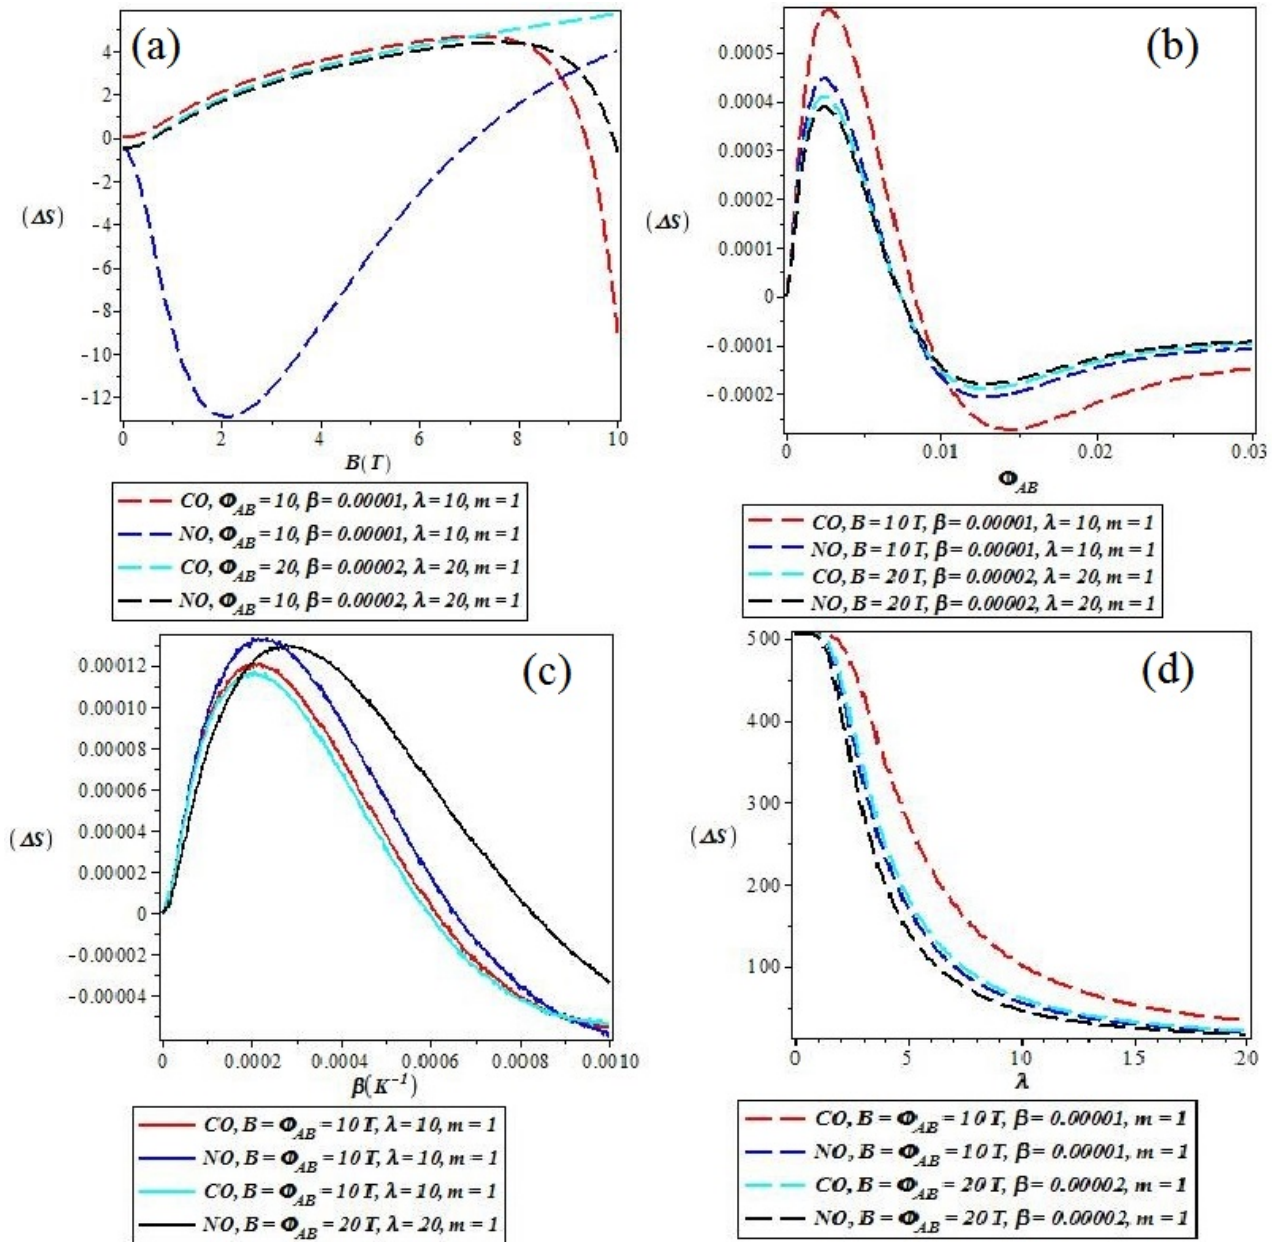 (a)
4
2
0
-2
-4
-6
-8
-10
-12
(ΔS)
0 2 4 6 8 10
B(T)
CO, Φ_AB = 10, β = 0.00001, λ = 10, m = 1
NO, Φ_AB = 10, β = 0.00001, λ = 10, m = 1
CO, Φ_AB = 20, β = 0.00002, λ = 20, m = 1
NO, Φ_AB = 10, β = 0.00002, λ = 20, m = 1
(b)
0.0005
0.0004
0.0003
0.0002
0.0001
0
-0.0001
-0.0002
(ΔS)
0 0.01 0.02 0.03
Φ_AB
CO, B = 10 T, β = 0.00001, λ = 10, m = 1
NO, B = 10 T, β = 0.00001, λ = 10, m = 1
CO, B = 20 T, β = 0.00002, λ = 20, m = 1
NO, B = 20 T, β = 0.00002, λ = 20, m = 1
(c)
0.00012
0.00010
0.00008
0.00006
0.00004
0.00002
0
-0.00002
-0.00004
(ΔS)
0 0.0002 0.0004 0.0006 0.0008 0.0010
β(K⁻¹)
CO, B = Φ_AB = 10 T, λ = 10, m = 1
NO, B = Φ_AB = 10 T, λ = 10, m = 1
CO, B = Φ_AB = 10 T, λ = 10, m = 1
NO, B = Φ_AB = 20 T, λ = 20, m = 1
(d)
500
400
300
200
100
(ΔS)
0 5 10 15 20
λ
CO, B = Φ_AB = 10 T, β = 0.00001, m = 1
NO, B = Φ_AB = 10 T, β = 0.00001, m = 1
CO, B = Φ_AB = 20 T, β = 0.00002, m = 1
NO, B = Φ_AB = 20 T, β = 0.00002, m = 1